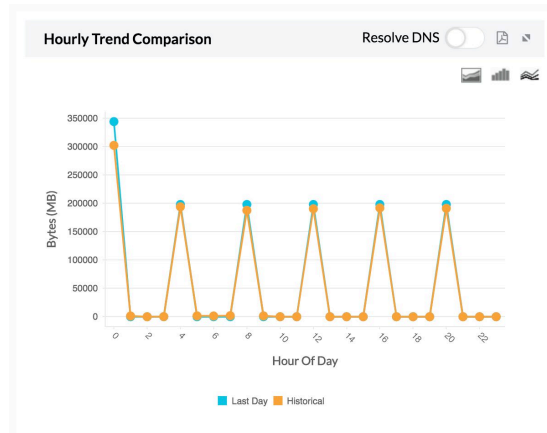 Hourly Trend Comparison
Resolve DNS
350000
300000
250000
200000
150000
100000
50000
0
Bytes (MB)
0 2 4 6 8 10 12 14 16 18 20 22
Hour Of Day
Last Day Historical